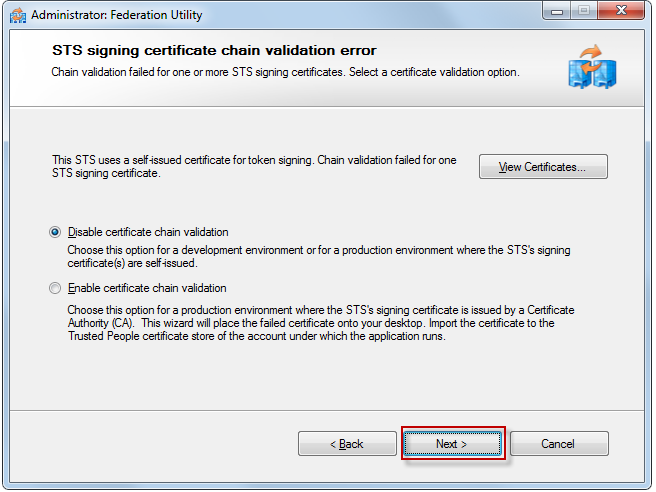 Administrator: Federation Utility
STS signing certificate chain validation error
Chain validation failed for one or more STS signing certificates. Select a certificate validation option.
This STS uses a self-issued certificate for token signing. Chain validation failed for one
STS signing certificate.
View Certificates...
Disable certificate chain validation
Choose this option for a development environment or for a production environment where the STS's signing
certificate(s) are self-issued.
Enable certificate chain validation
Choose this option for a production environment where the STS's signing certificate is issued by a Certificate
Authority (CA). This wizard will place the failed certificate onto your desktop. Import the certificate to the
Trusted People certificate store of the account under which the application runs.
< Back
Next >
Cancel